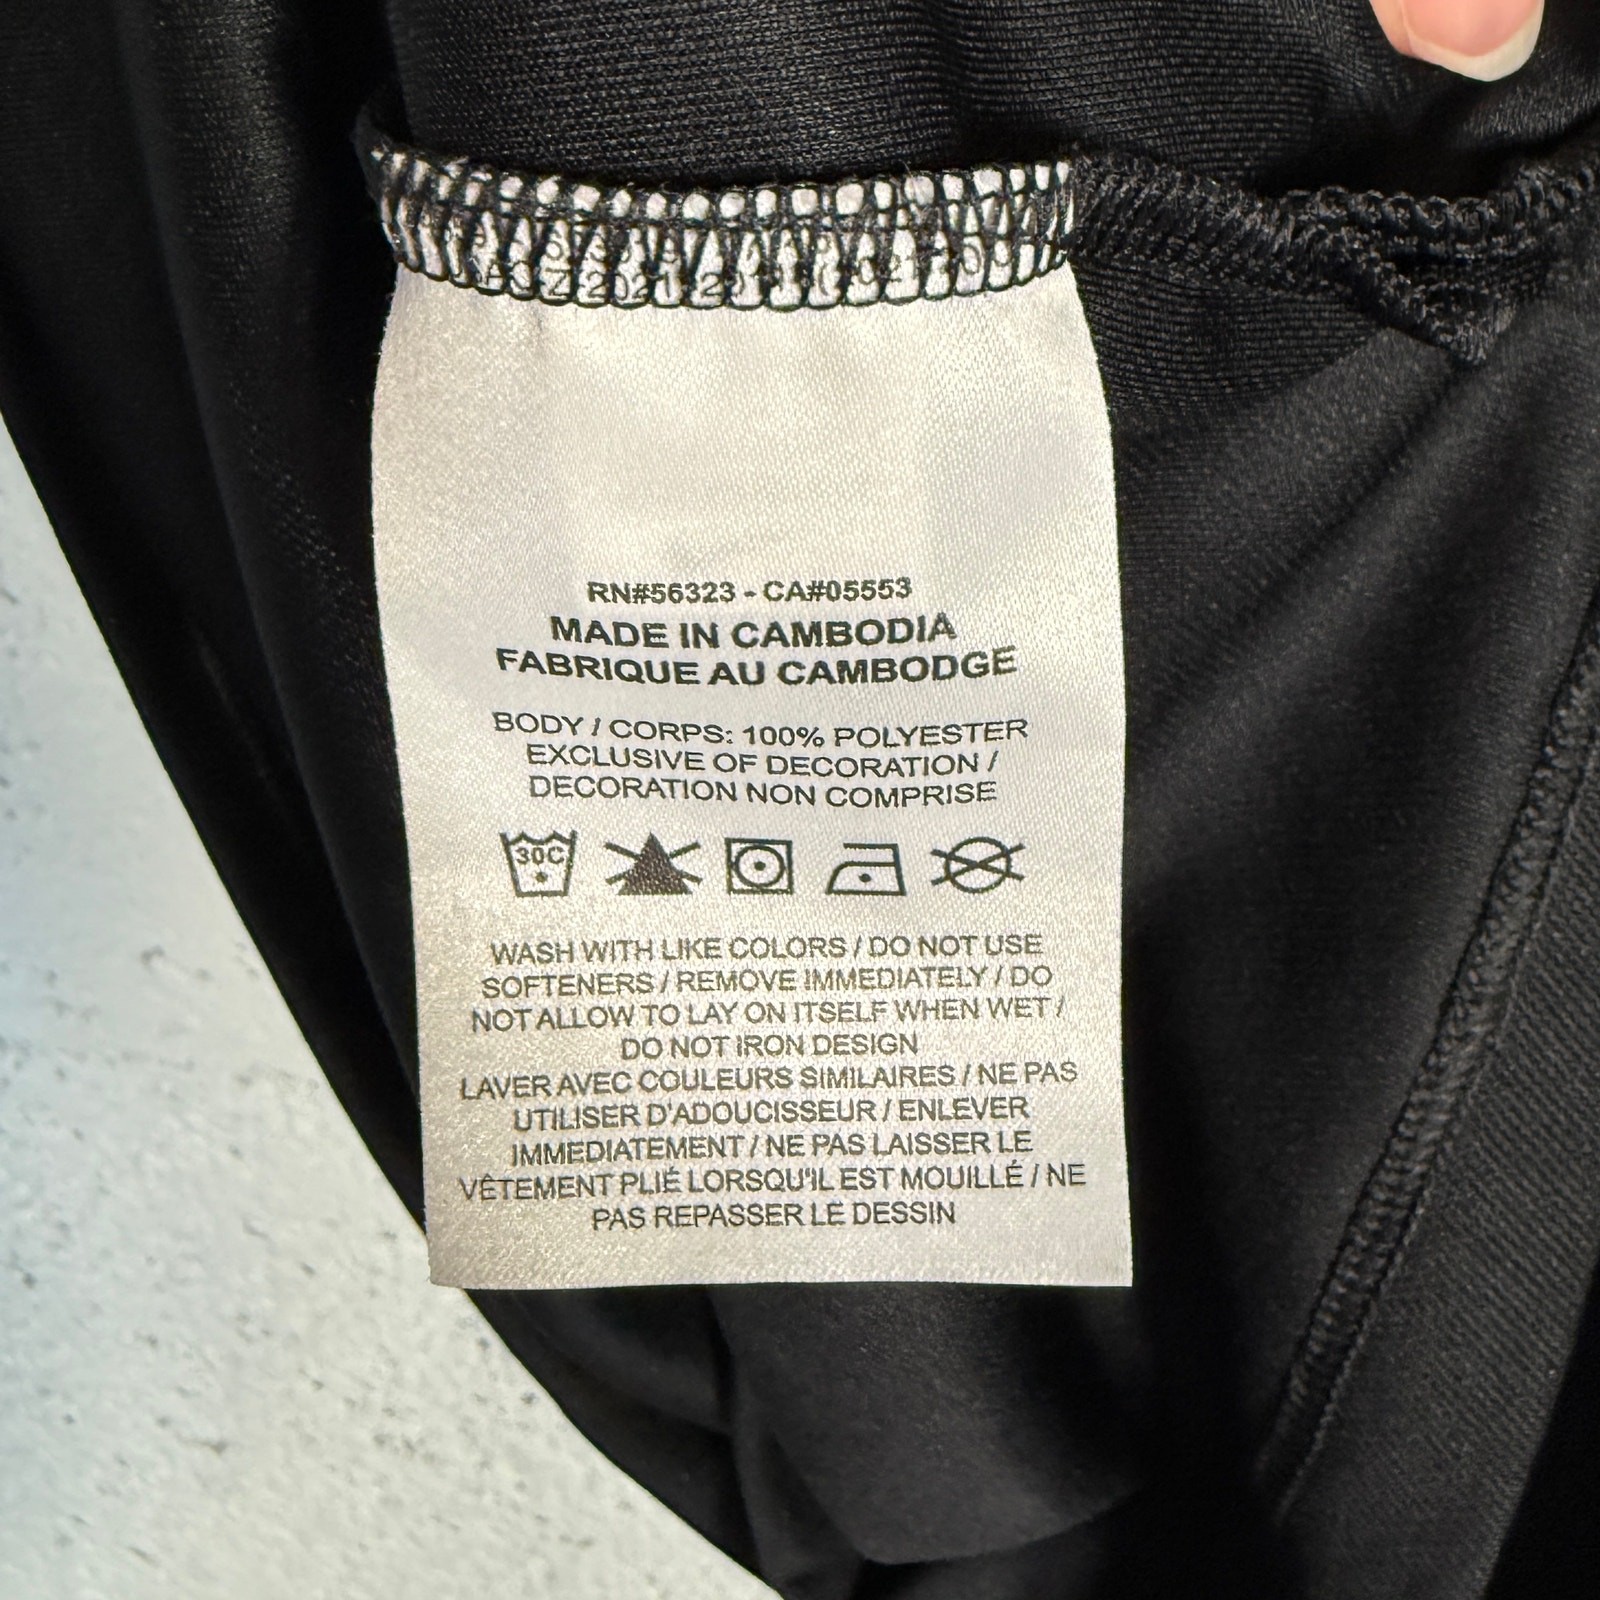 RN#56323 - CA#05553
MADE IN CAMBODIA
FABRIQUE AU CAMBODGE
BODY / CORPS: 100% POLYESTER
EXCLUSIVE OF DECORATION /
DECORATION NON COMPRISE
30C
WASH WITH LIKE COLORS / DO NOT USE
SOFTENERS / REMOVE IMMEDIATELY / DO
NOT ALLOW TO LAY ON ITSELF WHEN WET /
DO NOT IRON DESIGN
LAVER AVEC COULEURS SIMILAIRES / NE PAS
UTILISER D'ADOUCISSEUR / ENLEVER
IMMEDIATEMENT / NE PAS LAISSER LE
VÊTEMENT PLIÉ LORSQU'IL EST MOUILLÉ / NE
PAS REPASSER LE DESSIN